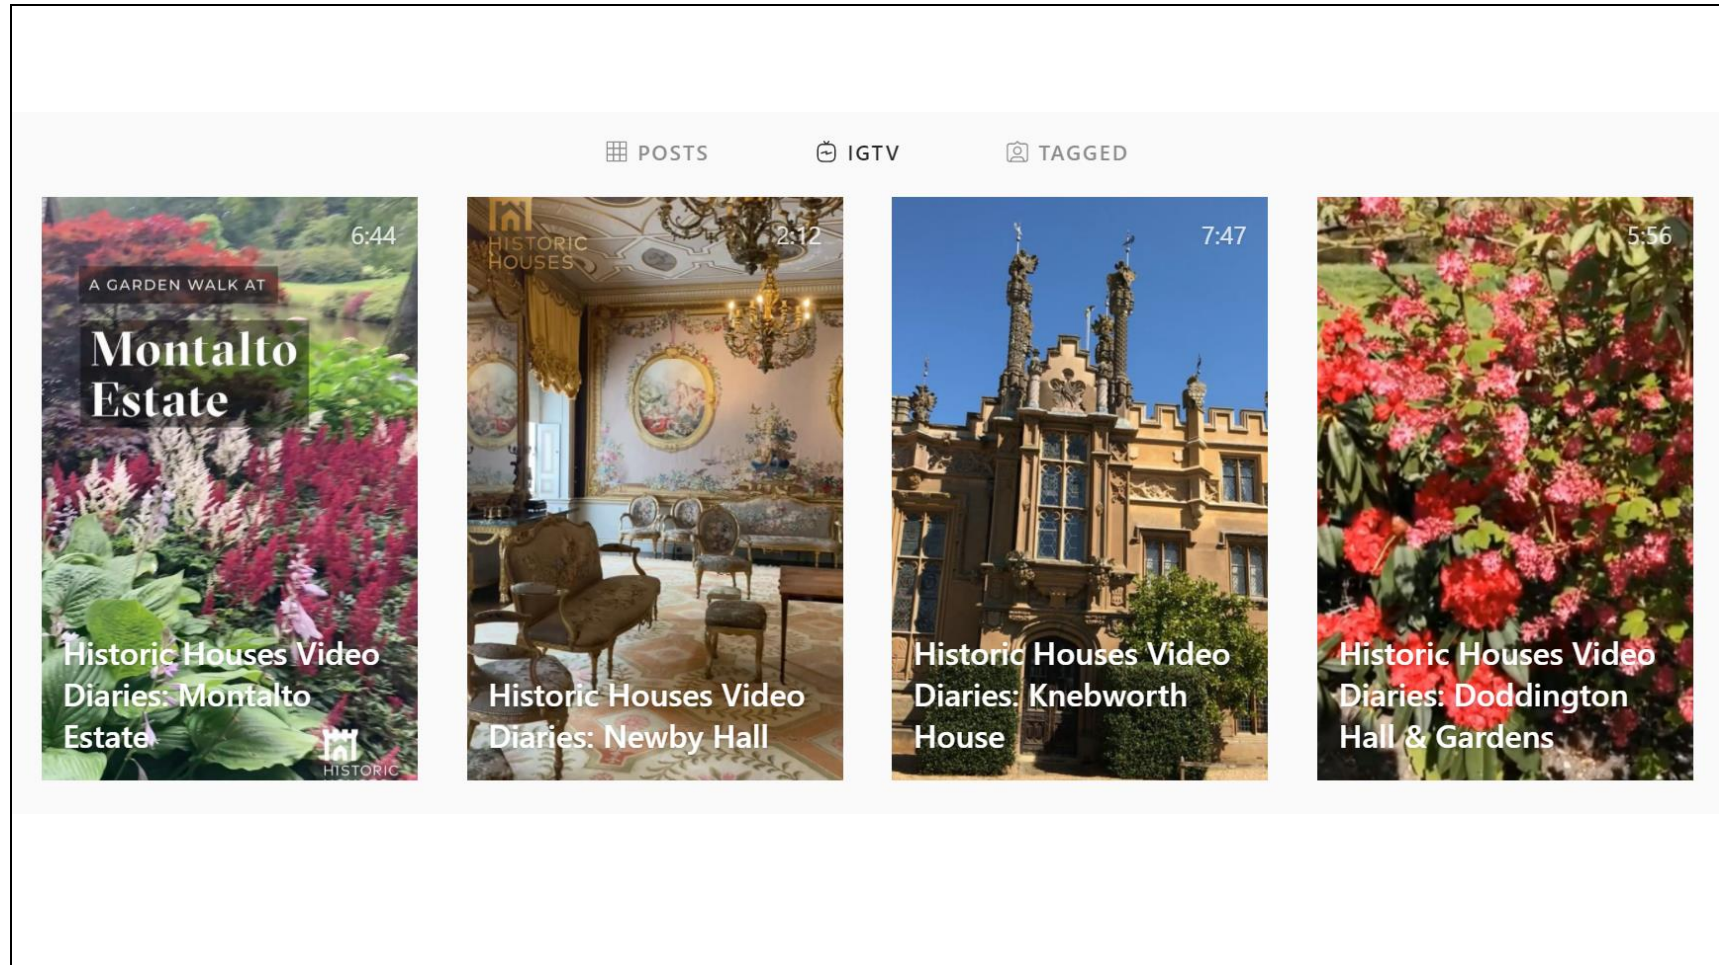 POSTS
IGTV
TAGGED
6:44
A GARDEN WALK AT
Montalto
Estate
Historic Houses Video
Diaries: Montalto
Estate
HISTORIC
HISTORIC
HOUSES
2:12
Historic Houses Video
Diaries: Newby Hall
7:47
Historic Houses Video
Diaries: Knebworth
House
5:56
Historic Houses Video
Diaries: Doddington
Hall & Gardens